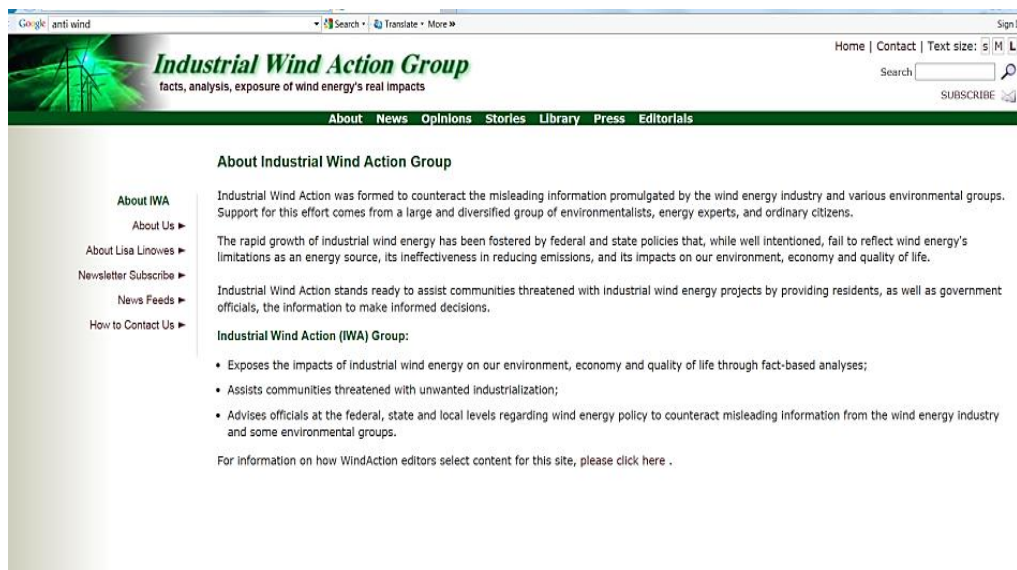 Google anti wind Search Translate More » Sign I
Home | Contact | Text size: s M L
Industrial Wind Action Group
facts, analysis, exposure of wind energy's real impacts
Search
SUBSCRIBE
About News Opinions Stories Library Press Editorials
About Industrial Wind Action Group
About IWA
About Us ►
About Lisa Linowes ►
Newsletter Subscribe ►
News Feeds ►
How to Contact Us ►
Industrial Wind Action was formed to counteract the misleading information promulgated by the wind energy industry and various environmental groups.
Support for this effort comes from a large and diversified group of environmentalists, energy experts, and ordinary citizens.
The rapid growth of industrial wind energy has been fostered by federal and state policies that, while well intentioned, fail to reflect wind energy's
limitations as an energy source, its ineffectiveness in reducing emissions, and its impacts on our environment, economy and quality of life.
Industrial Wind Action stands ready to assist communities threatened with industrial wind energy projects by providing residents, as well as government
officials, the information to make informed decisions.
Industrial Wind Action (IWA) Group:
• Exposes the impacts of industrial wind energy on our environment, economy and quality of life through fact-based analyses;
• Assists communities threatened with unwanted industrialization;
• Advises officials at the federal, state and local levels regarding wind energy policy to counteract misleading information from the wind energy industry
and some environmental groups.
For information on how WindAction editors select content for this site, please click here .